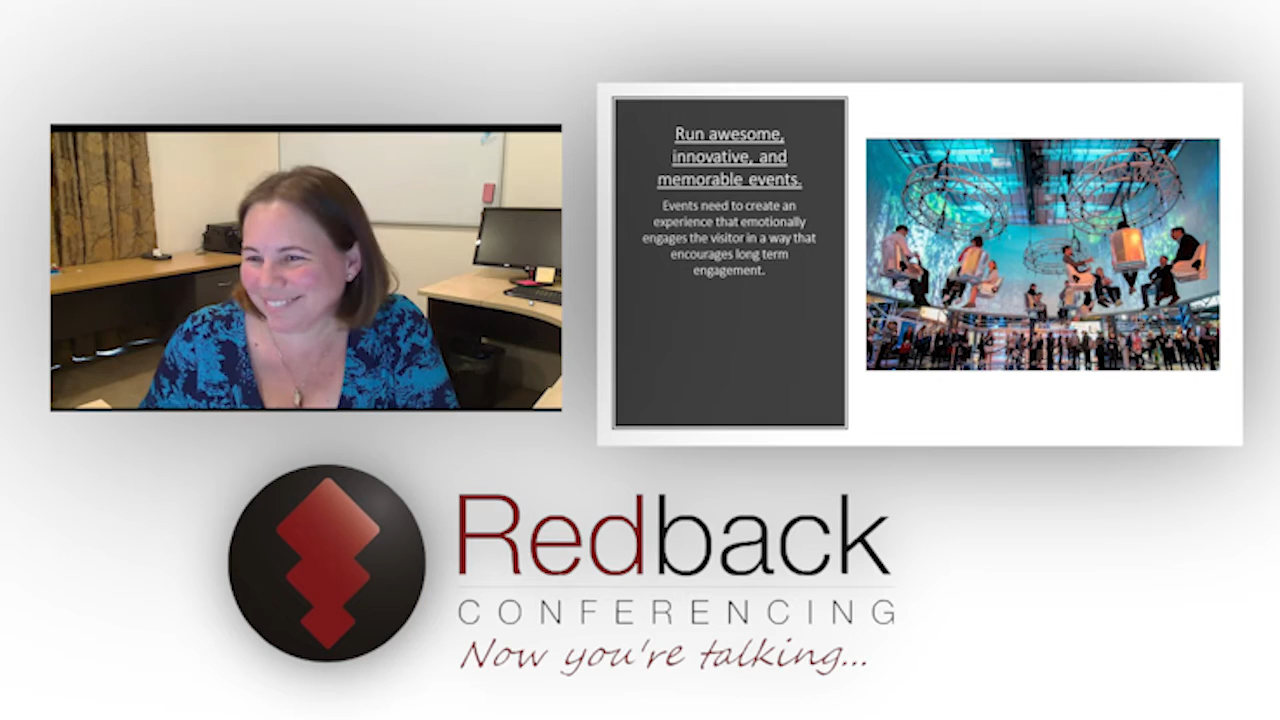 Run awesome,
innovative, and
memorable events.
Events need to create an
experience that emotionally
engages the visitor in a way that
encourages long term
engagement.
Redback
CONFERENCING
Now you're talking...